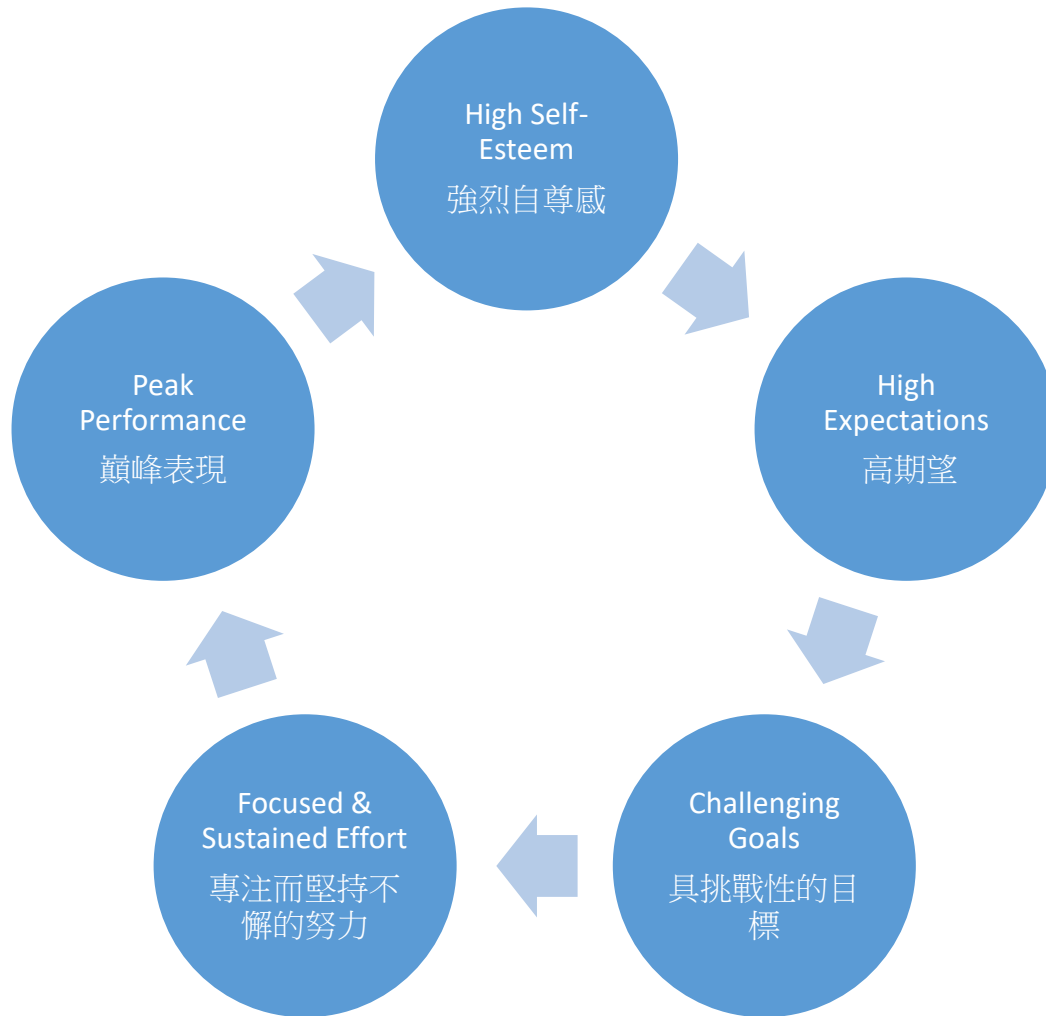 High Self-
Esteem
強烈自尊感
High
Expectations
高期望
Challenging
Goals
具挑戰性的目
標
Focused &
Sustained Effort
專注而堅持不
懈的努力
Peak
Performance
巔峰表現